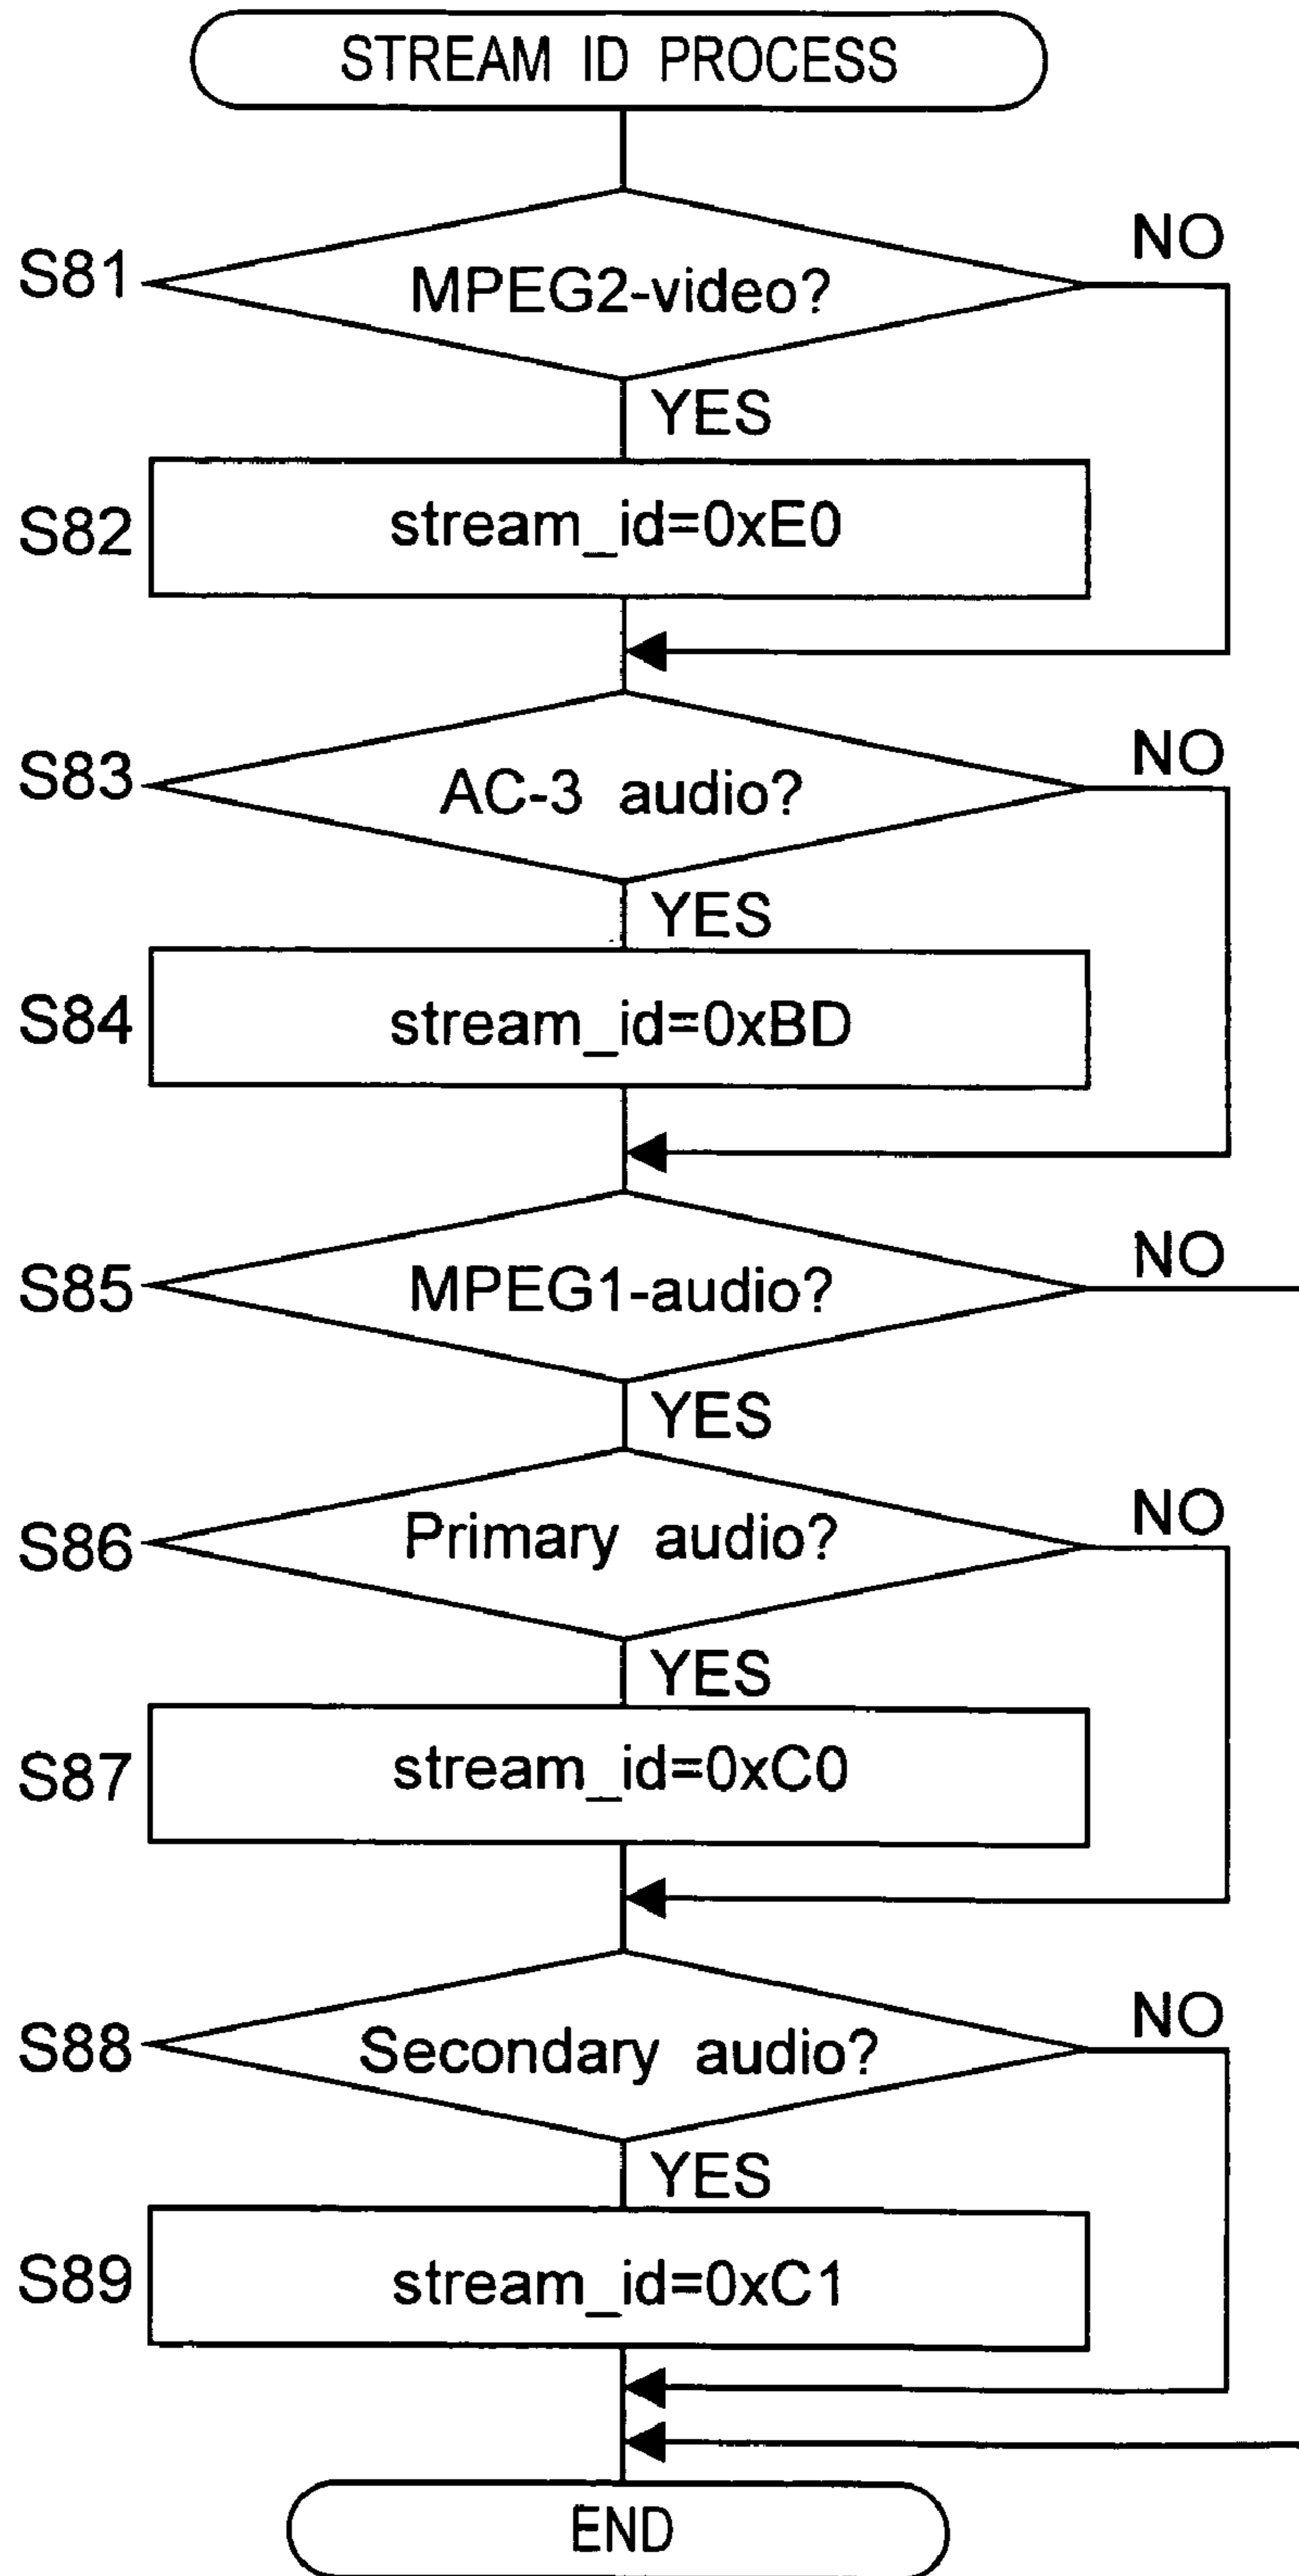 STREAM ID PROCESS
NO
S81
MPEG2-video?
YES
S82
stream_id=0xE0
NO
S83
AC-3 audio?
YES
S84
stream_id=0xBD
NO
S85
MPEG1-audio?
YES
NO
S86
Primary audio?
YES
S87
stream_id=0xC0
NO
S88
Secondary audio?
YES
S89
stream_id=0xC1
END